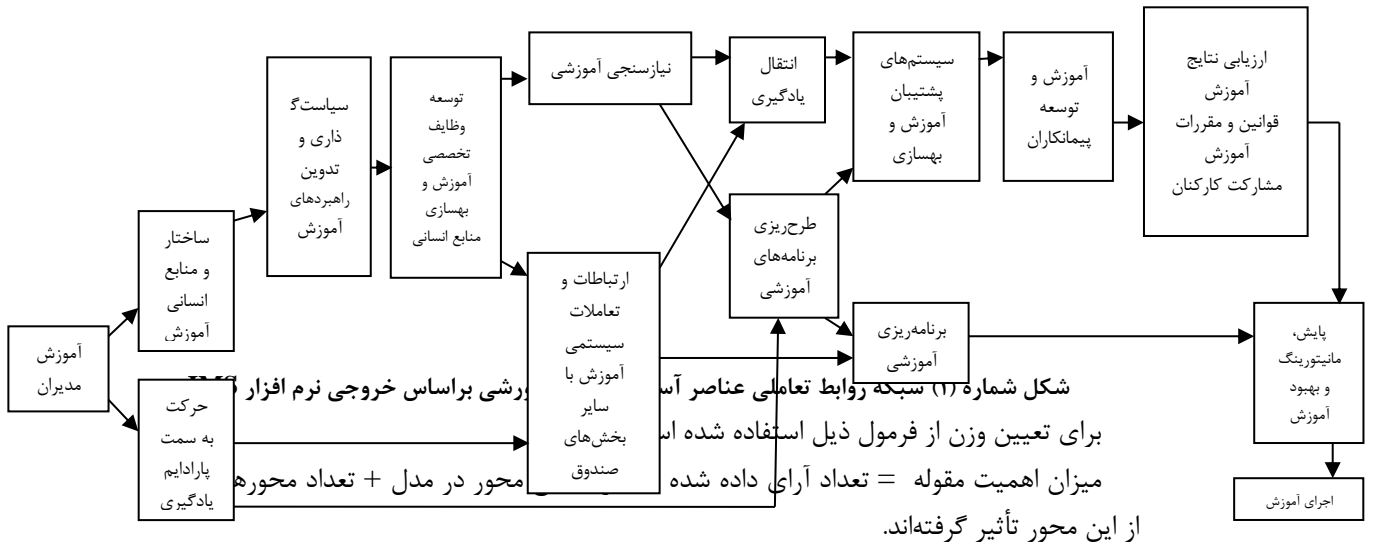 آموزش
مدیران
ساختار
و منابع
انسانی
آموزش
حرکت
به سمت
پارادایم
یادگیری
سیاست‌گ
ذاری و
تدوین
راهبردهای
آموزش
توسعه
وظایف
تخصصی
آموزش و
بهسازی
منابع انسانی
نیازسنجی آموزشی
ارتباطات و
تعاملات
سیستمی
آموزش با
سایر
بخش‌های
صندوق
انتقال
یادگیری
طرح‌ریزی
برنامه‌های
آموزشی
سیستم‌های
پشتیبان
آموزش و
بهسازی
برنامه‌ریزی
آموزشی
آموزش و
توسعه
پیمانکاران
ارزیابی نتایج
آموزش
قوانین و مقررات
آموزش
مشارکت کارکنان
پایش،
مانیتورینگ
و بهبود
آموزش
اجرای آموزش
شکل شماره (۱) شبکه روابط تعاملی عناصر براساس خروجی نرم افزار
برای تعیین وزن از فرمول ذیل استفاده شده
میزان اهمیت مقوله = تعداد آرای داده شده محور در مدل + تعداد
از این محور تأثیر گرفته‌اند.